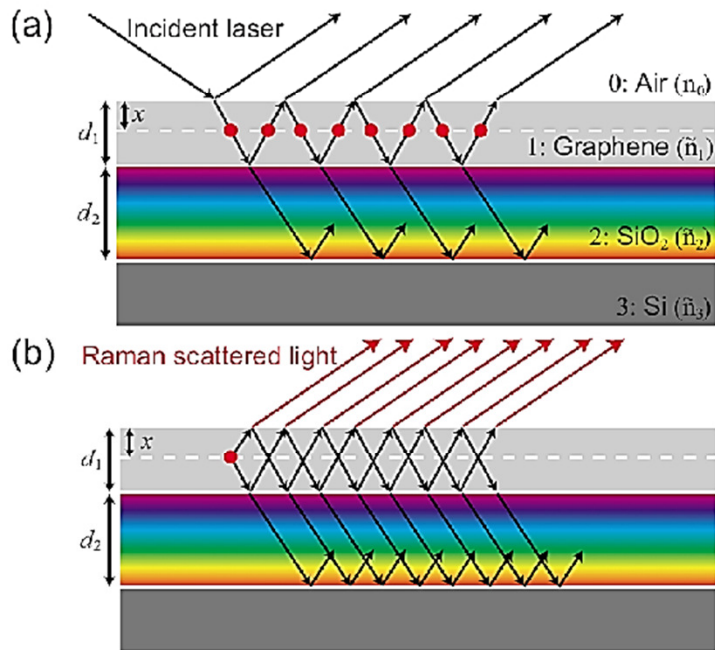 (a)
Incident laser
0: Air (n₀)
x
d₁
1: Graphene (ñ₁)
d₂
2: SiO₂ (ñ₂)
3: Si (ñ₃)
(b)
Raman scattered light
x
d₁
d₂